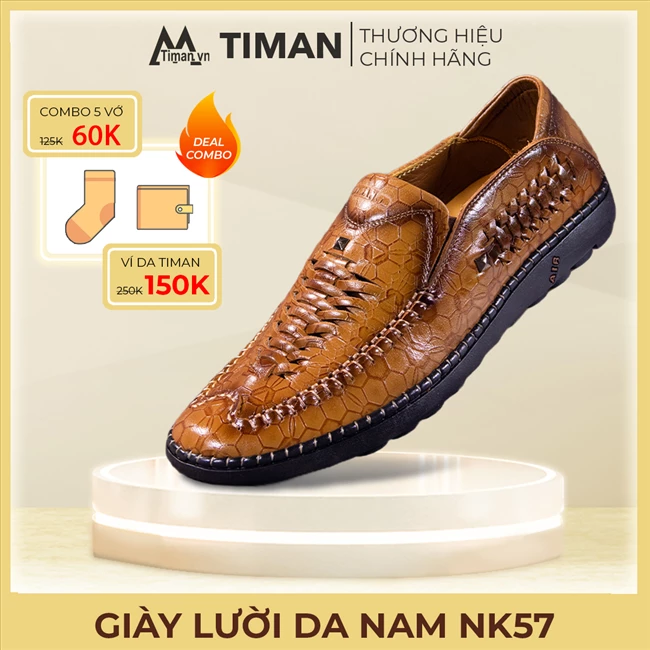 Timan.vn
TIMAN
THƯƠNG HIỆU
CHÍNH HÃNG
COMBO 5 VỚ
125K 60K
DEAL
COMBO
VÍ DA TIMAN
250K 150K
AIR
GIÀY LƯỜI DA NAM NK57